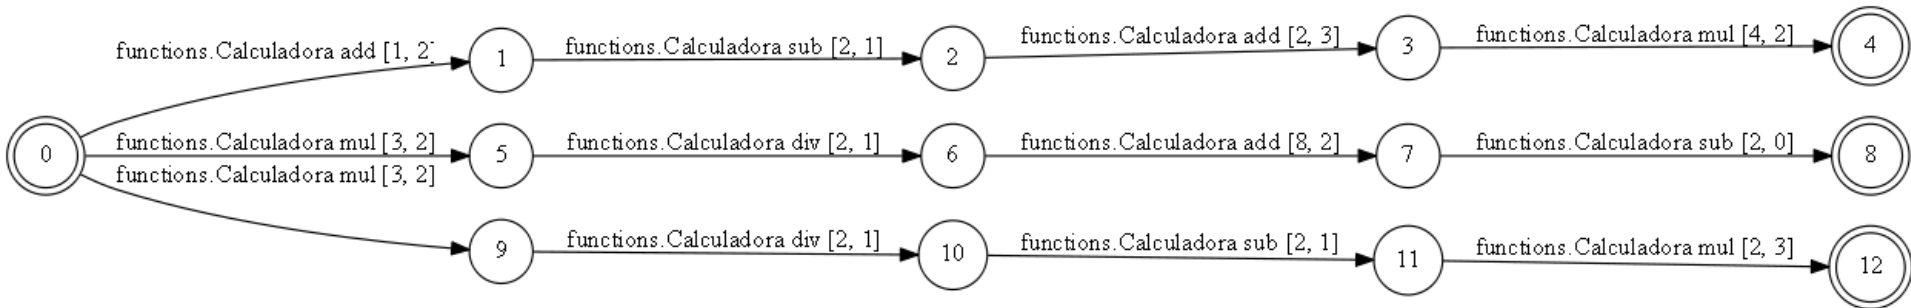 functions.Calculadora add [1, 2]
1
functions.Calculadora sub [2, 1]
2
functions.Calculadora add [2, 3]
3
functions.Calculadora mul [4, 2]
4
0
functions.Calculadora mul [3, 2]
5
functions.Calculadora div [2, 1]
6
functions.Calculadora add [8, 2]
7
functions.Calculadora sub [2, 0]
8
functions.Calculadora mul [3, 2]
9
functions.Calculadora div [2, 1]
10
functions.Calculadora sub [2, 1]
11
functions.Calculadora mul [2, 3]
12